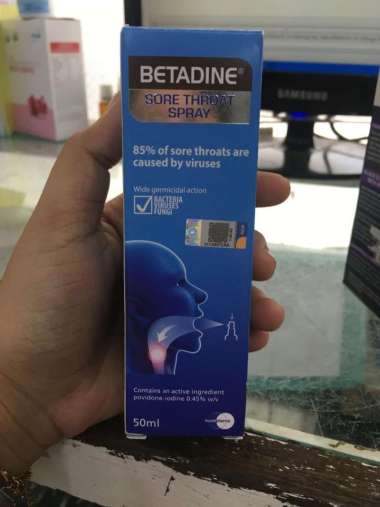 BETADINE®
SORE THROAT
SPRAY
85% of sore throats are
caused by viruses
Wide germicidal action
BACTERIA
VIRUSES
FUNGI
Contains an active ingredient
povidone-iodine 0.45% w/v
50ml
SAMSUNG